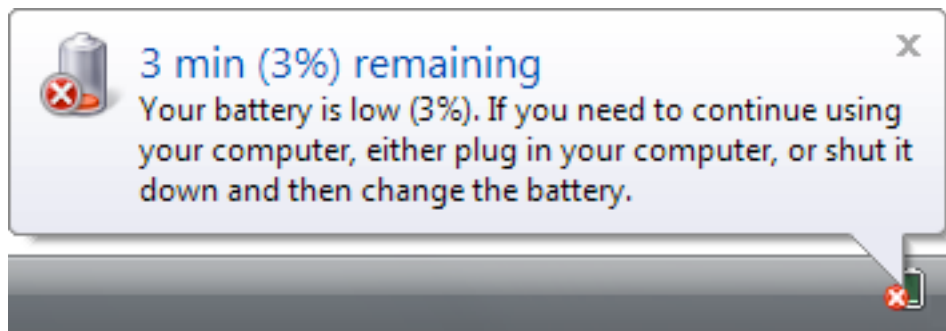 3 min (3%) remaining
Your battery is low (3%). If you need to continue using
your computer, either plug in your computer, or shut it
down and then change the battery.